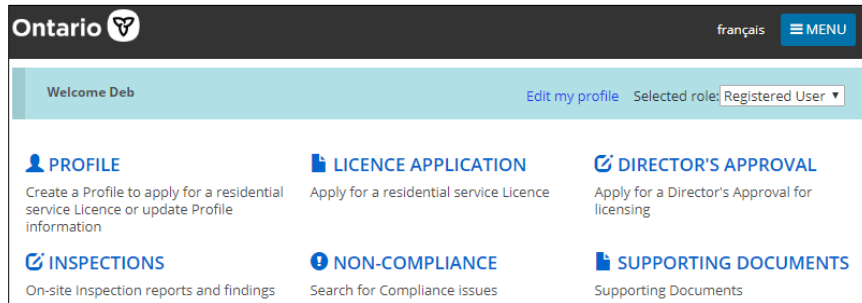 Ontario
français
MENU
Welcome Deb
Edit my profile Selected role: Registered User
PROFILE
Create a Profile to apply for a residential
service Licence or update Profile
information
LICENCE APPLICATION
Apply for a residential service Licence
DIRECTOR'S APPROVAL
Apply for a Director's Approval for
licensing
INSPECTIONS
On-site Inspection reports and findings
NON-COMPLIANCE
Search for Compliance issues
SUPPORTING DOCUMENTS
Supporting Documents